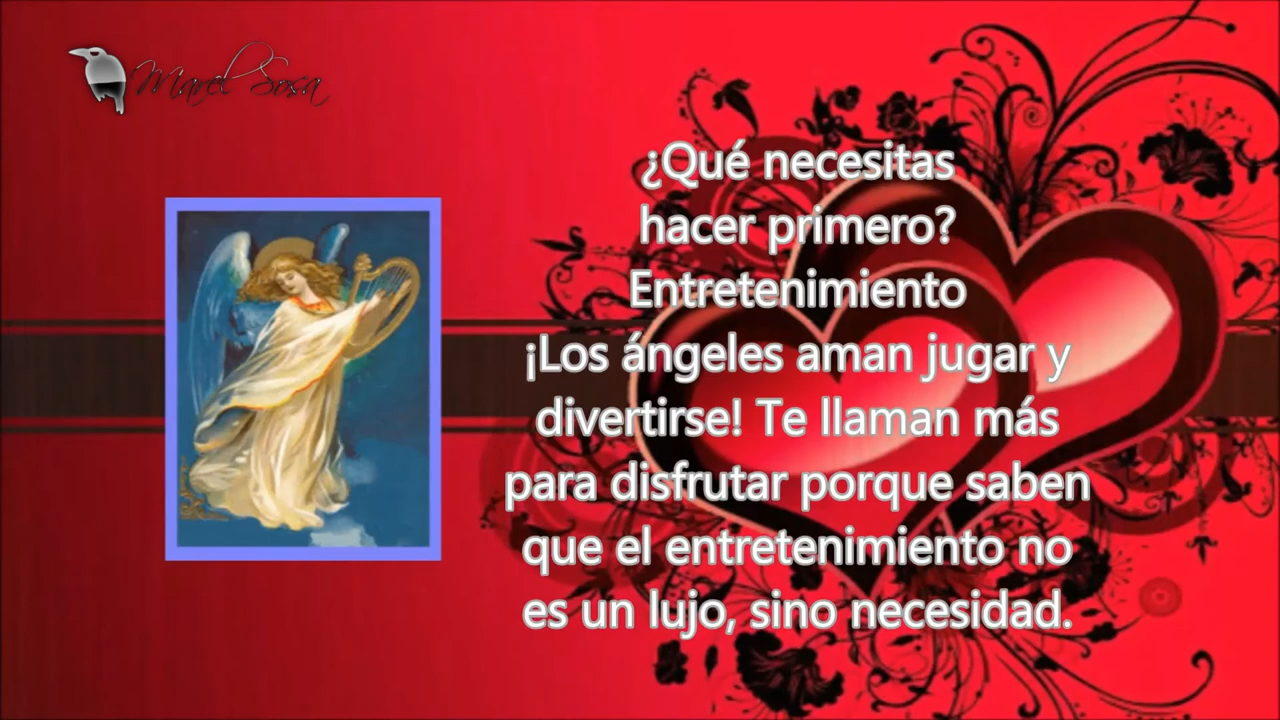 Marel Sosa
¿Qué necesitas
hacer primero?
Entretenimiento
¡Los ángeles aman jugar y
divertirse! Te llaman más
para disfrutar porque saben
que el entretenimiento no
es un lujo, sino necesidad.